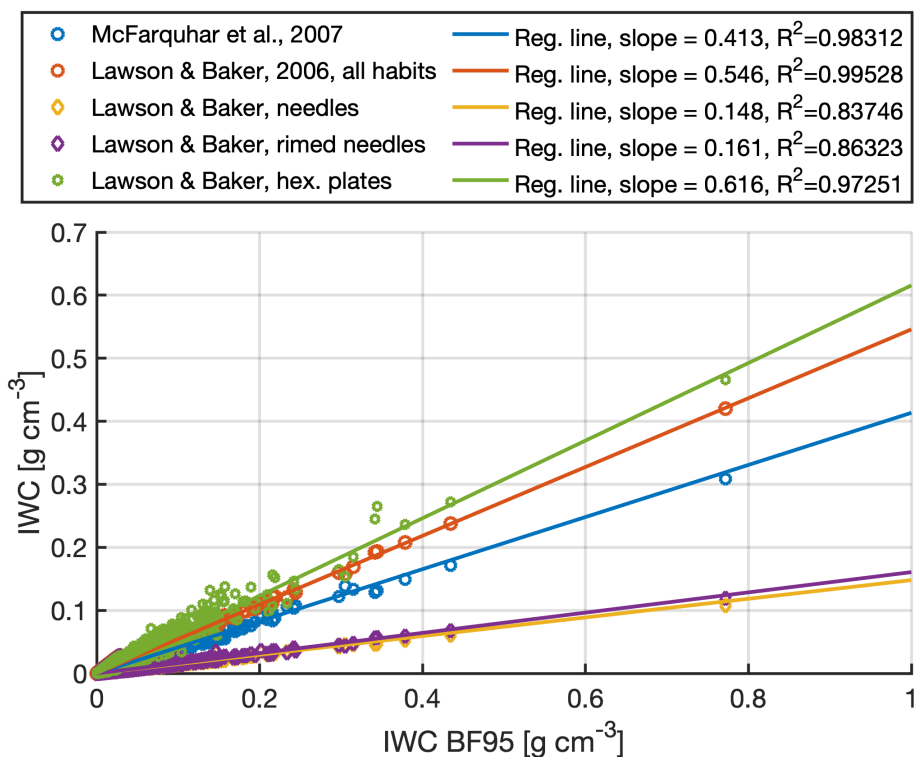 McFarquhar et al., 2007 Reg. line, slope = 0.413, R²=0.98312
Lawson & Baker, 2006, all habits Reg. line, slope = 0.546, R²=0.99528
Lawson & Baker, needles Reg. line, slope = 0.148, R²=0.83746
Lawson & Baker, rimed needles Reg. line, slope = 0.161, R²=0.86323
Lawson & Baker, hex. plates Reg. line, slope = 0.616, R²=0.97251
0.7
0.6
0.5
0.4
0.3
0.2
0.1
0
IWC [g cm⁻³]
0 0.2 0.4 0.6 0.8 1
IWC BF95 [g cm⁻³]